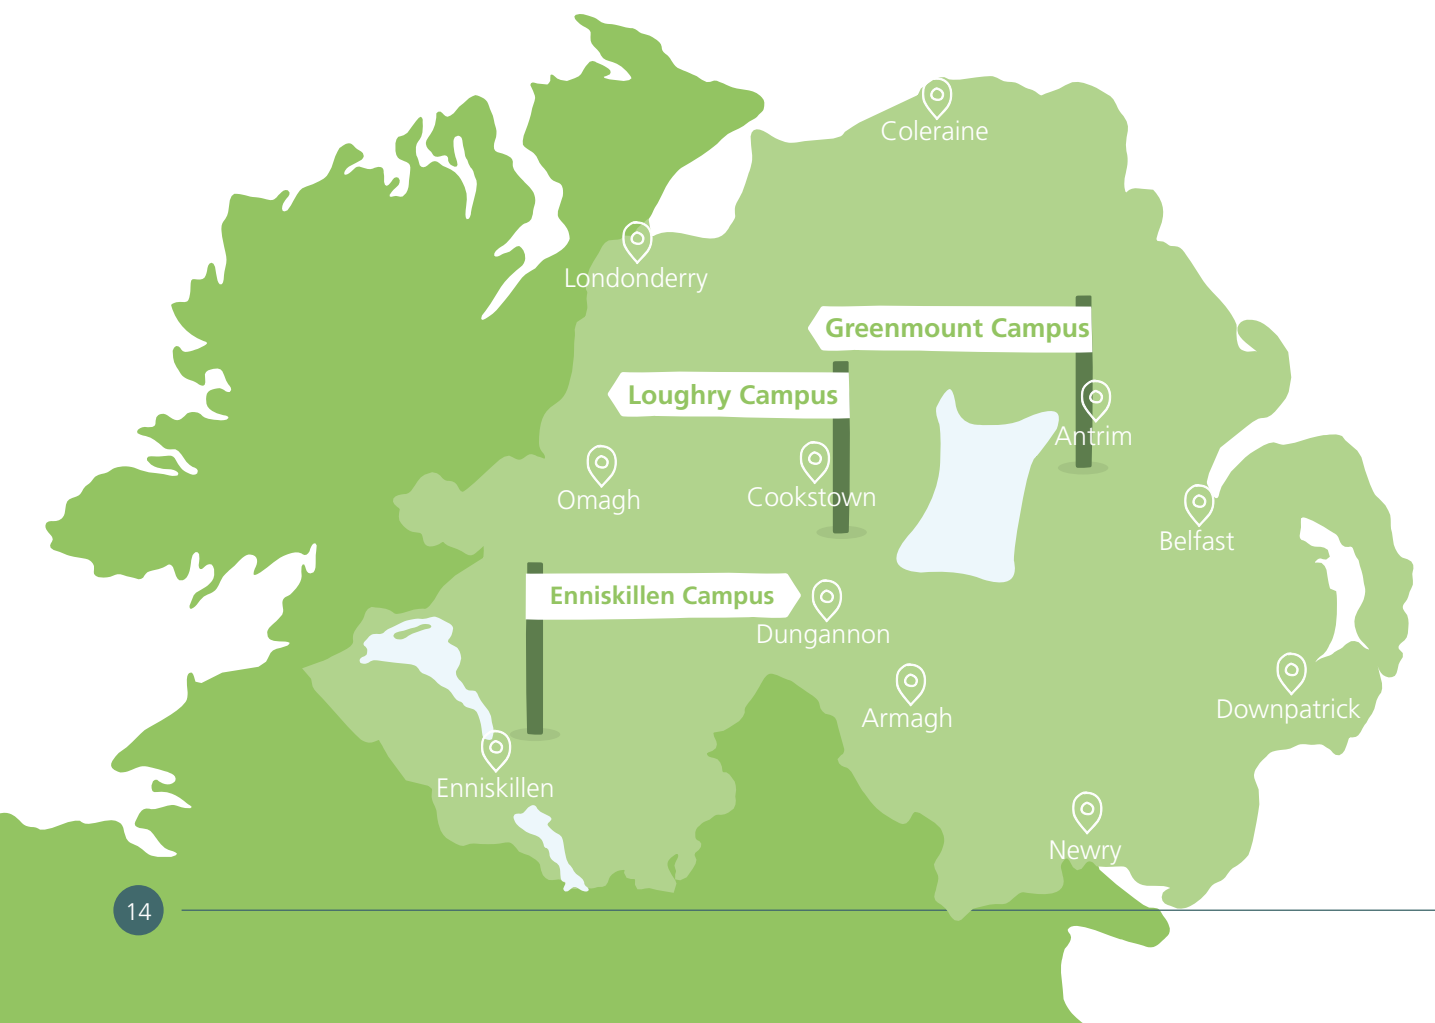 Coleraine
Londonderry
Greenmount Campus
Loughry Campus
Antrim
Omagh
Cookstown
Belfast
Enniskillen Campus
Dungannon
Armagh
Downpatrick
Enniskillen
Newry
14